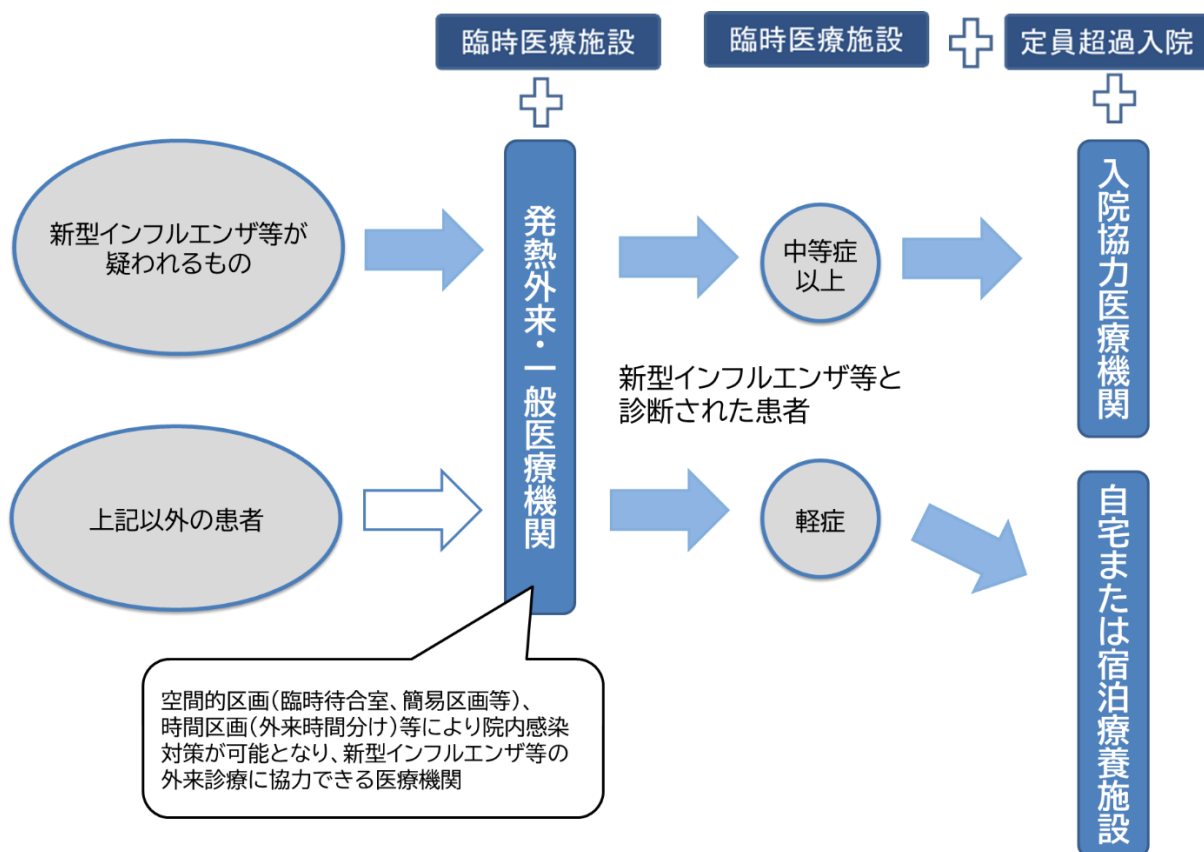 臨時医療施設
臨時医療施設
定員超過入院
新型インフルエンザ等が
疑われるもの
発熱外来・一般医療機関
中等症
以上
入院協力医療機関
新型インフルエンザ等と
診断された患者
上記以外の患者
軽症
自宅または宿泊療養施設
空間的区画(臨時待合室、簡易区画等)、
時間区画(外来時間分け)等により院内感染
対策が可能となり、新型インフルエンザ等の
外来診療に協力できる医療機関